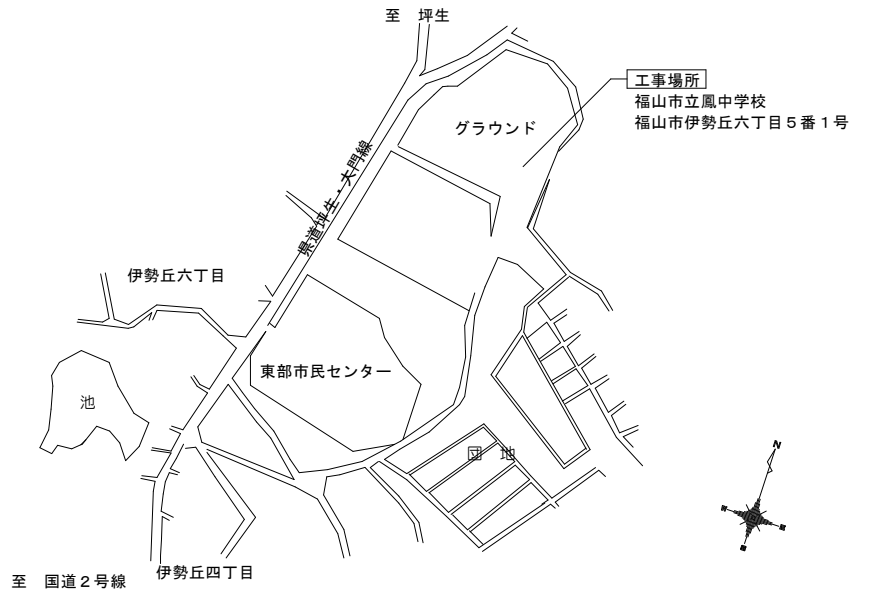 至　坪生
工事場所
福山市立鳳中学校
福山市伊勢丘六丁目５番１号
グラウンド
県道坪生・大門線
伊勢丘六丁目
東部市民センター
池
団　地
N
伊勢丘四丁目
至　国道２号線